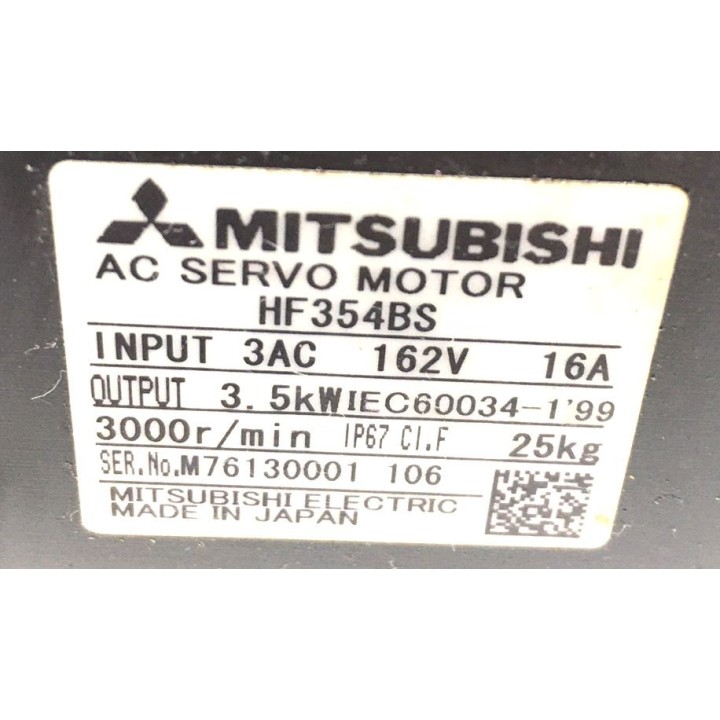 MITSUBISHI
AC SERVO MOTOR
HF354BS
INPUT 3AC 162V 16A
OUTPUT 3.5kW IEC60034-1'99
3000r/min IP67 CI.F 25kg
SER.No.M76130001 106
MITSUBISHI ELECTRIC
MADE IN JAPAN